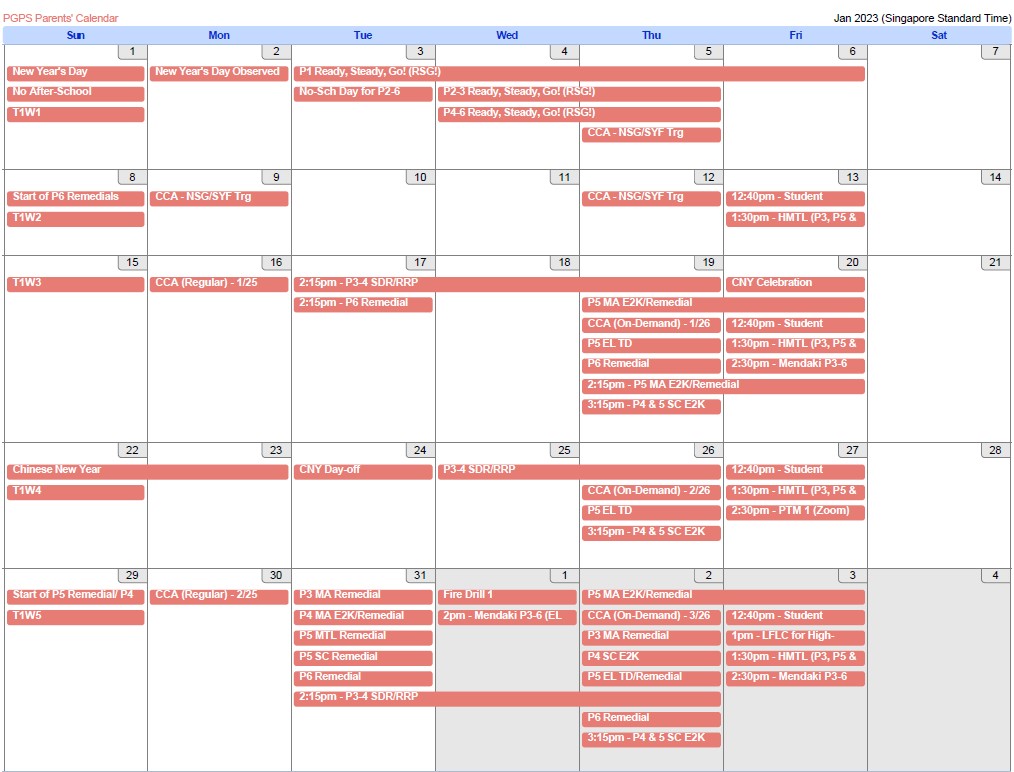 PGPS Parents' Calendar
Jan 2023 (Singapore Standard Time)
Sun Mon Tue Wed Thu Fri Sat
1 2 3 4 5 6 7
New Year's Day New Year's Day Observed P1 Ready, Steady, Go! (RSG!)
No After-School No-Sch Day for P2-6 P2-3 Ready, Steady, Go! (RSG!)
T1W1 P4-6 Ready, Steady, Go! (RSG!)
CCA - NSG/SYF Trg
8 9 10 11 12 13 14
Start of P6 Remedials CCA - NSG/SYF Trg CCA - NSG/SYF Trg 12:40pm - Student
T1W2 1:30pm - HMTL (P3, P5 &
15 16 17 18 19 20 21
T1W3 CCA (Regular) - 1/25 2:15pm - P3-4 SDR/RRP CNY Celebration
2:15pm - P6 Remedial P5 MA E2K/Remedial
CCA (On-Demand) - 1/26 12:40pm - Student
P5 EL TD 1:30pm - HMTL (P3, P5 &
P6 Remedial 2:30pm - Mendaki P3-6
2:15pm - P5 MA E2K/Remedial
3:15pm - P4 & 5 SC E2K
22 23 24 25 26 27 28
Chinese New Year CNY Day-off P3-4 SDR/RRP 12:40pm - Student
T1W4 CCA (On-Demand) - 2/26 1:30pm - HMTL (P3, P5 &
P5 EL TD 2:30pm - PTM 1 (Zoom)
3:15pm - P4 & 5 SC E2K
29 30 31 1 2 3 4
Start of P5 Remedial/ P4 CCA (Regular) - 2/25 P3 MA Remedial Fire Drill 1 P5 MA E2K/Remedial
T1W5 P4 MA E2K/Remedial 2pm - Mendaki P3-6 (EL CCA (On-Demand) - 3/26 12:40pm - Student
P5 MTL Remedial P3 MA Remedial 1pm - LFLC for High-
P5 SC Remedial P4 SC E2K 1:30pm - HMTL (P3, P5 &
P6 Remedial P5 EL TD/Remedial 2:30pm - Mendaki P3-6
2:15pm - P3-4 SDR/RRP
P6 Remedial
3:15pm - P4 & 5 SC E2K